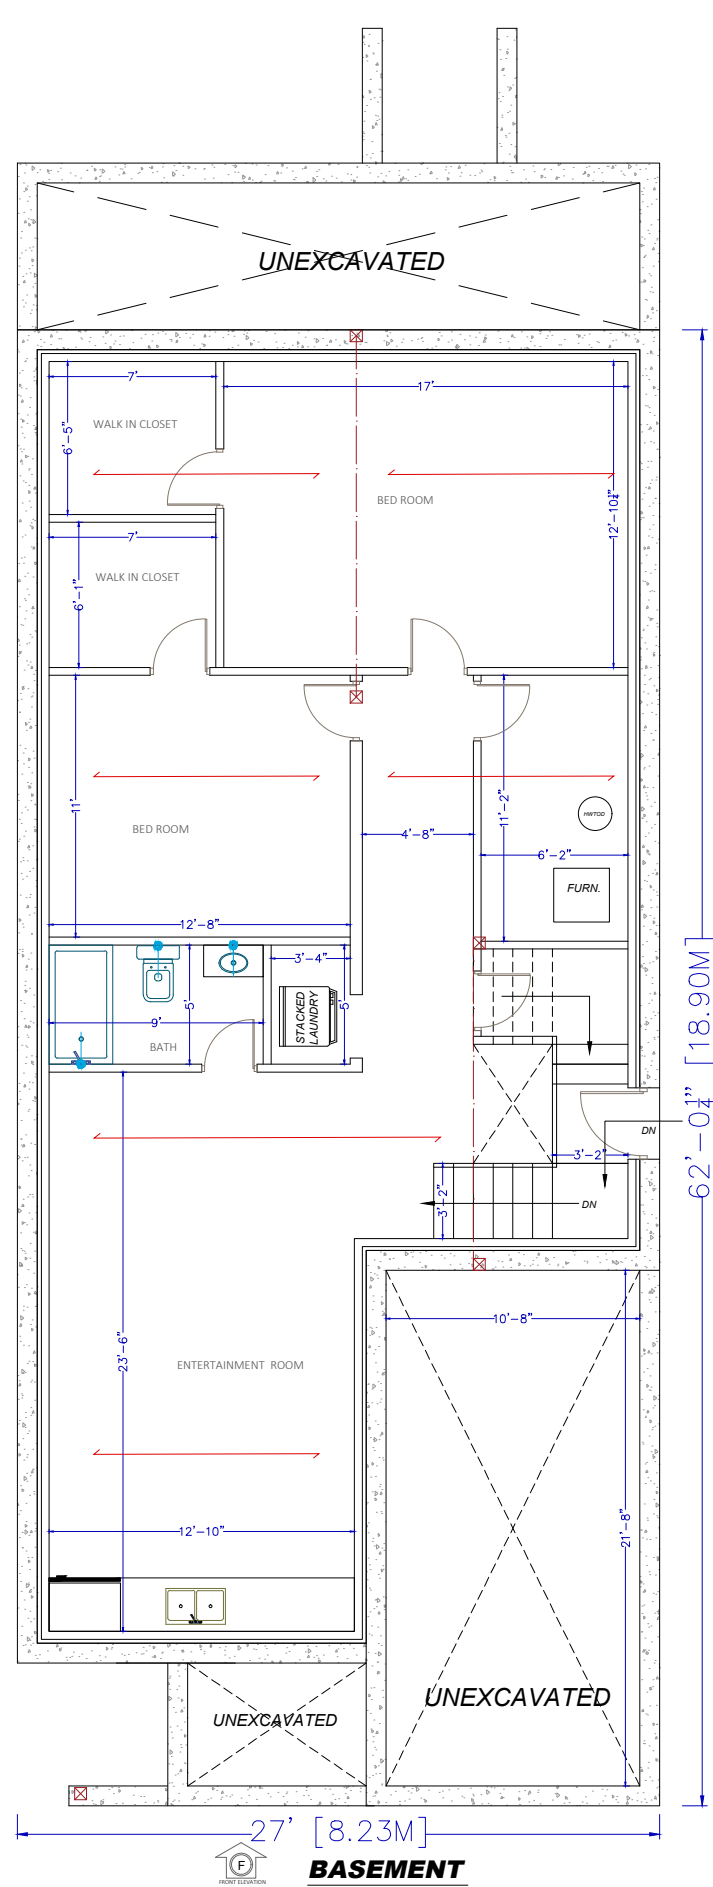 UNEXCAVATED
7'
17'
6'-5"
WALK IN CLOSET
BED ROOM
12'-10¼"
7'
WALK IN CLOSET
6'-1"
11'
11'-2"
HWTOD
BED ROOM
4'-8"
6'-2"
FURN.
12'-8"
3'-4"
5'
5'
STACKED
LAUNDRY
9'
BATH
62'-0¼" [18.90M]
DN
3'-2"
3'-2"
DN
10'-8"
23'-6"
ENTERTAINMENT ROOM
12'-10"
21'-8"
UNEXCAVATED
UNEXCAVATED
27' [8.23M]
F
FRONT ELEVATION
BASEMENT